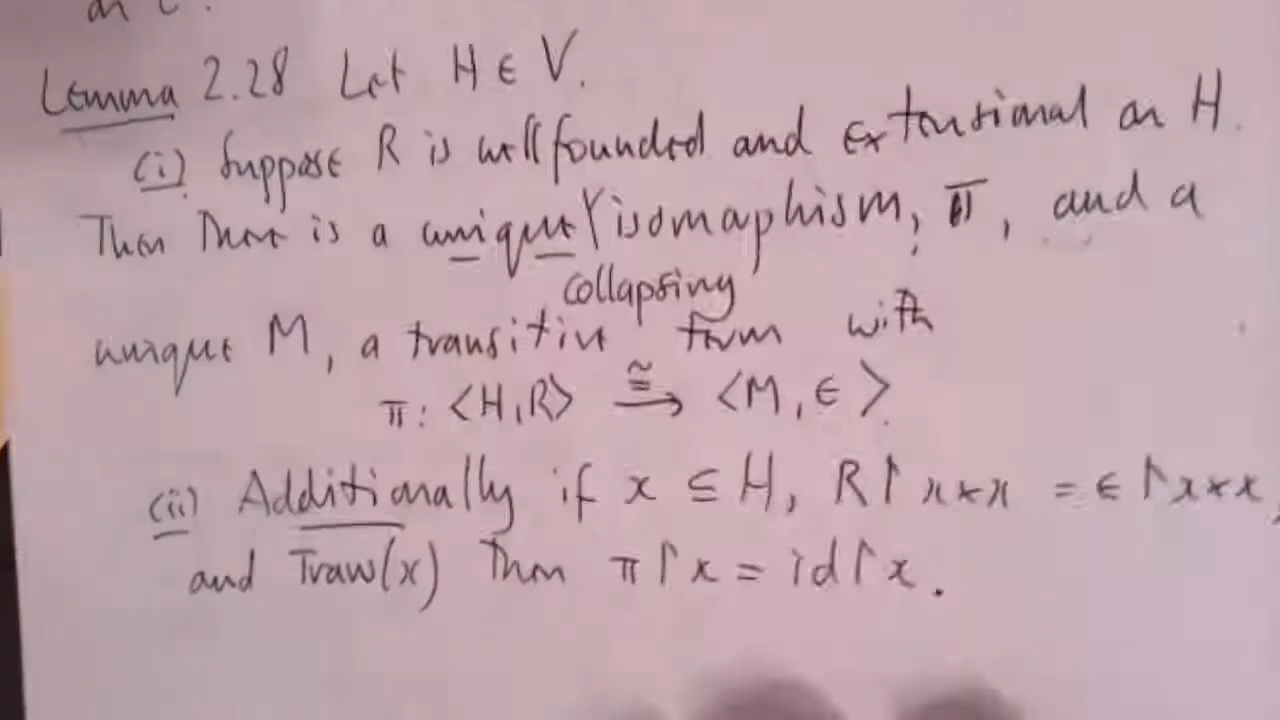 Lemma 2.28 Let H ∈ V.
(i) Suppose R is wellfounded and extensional on H.
Then there is a unique isomorphism, π, and a
collapsing
unique M, a transitive term with
π: ⟨H,R⟩ ≅→ ⟨M,∈⟩.
(ii) Additionally if x ⊆ H, R↾x×x = ∈↾x×x,
and Trans(x) then π↾x = id↾x.